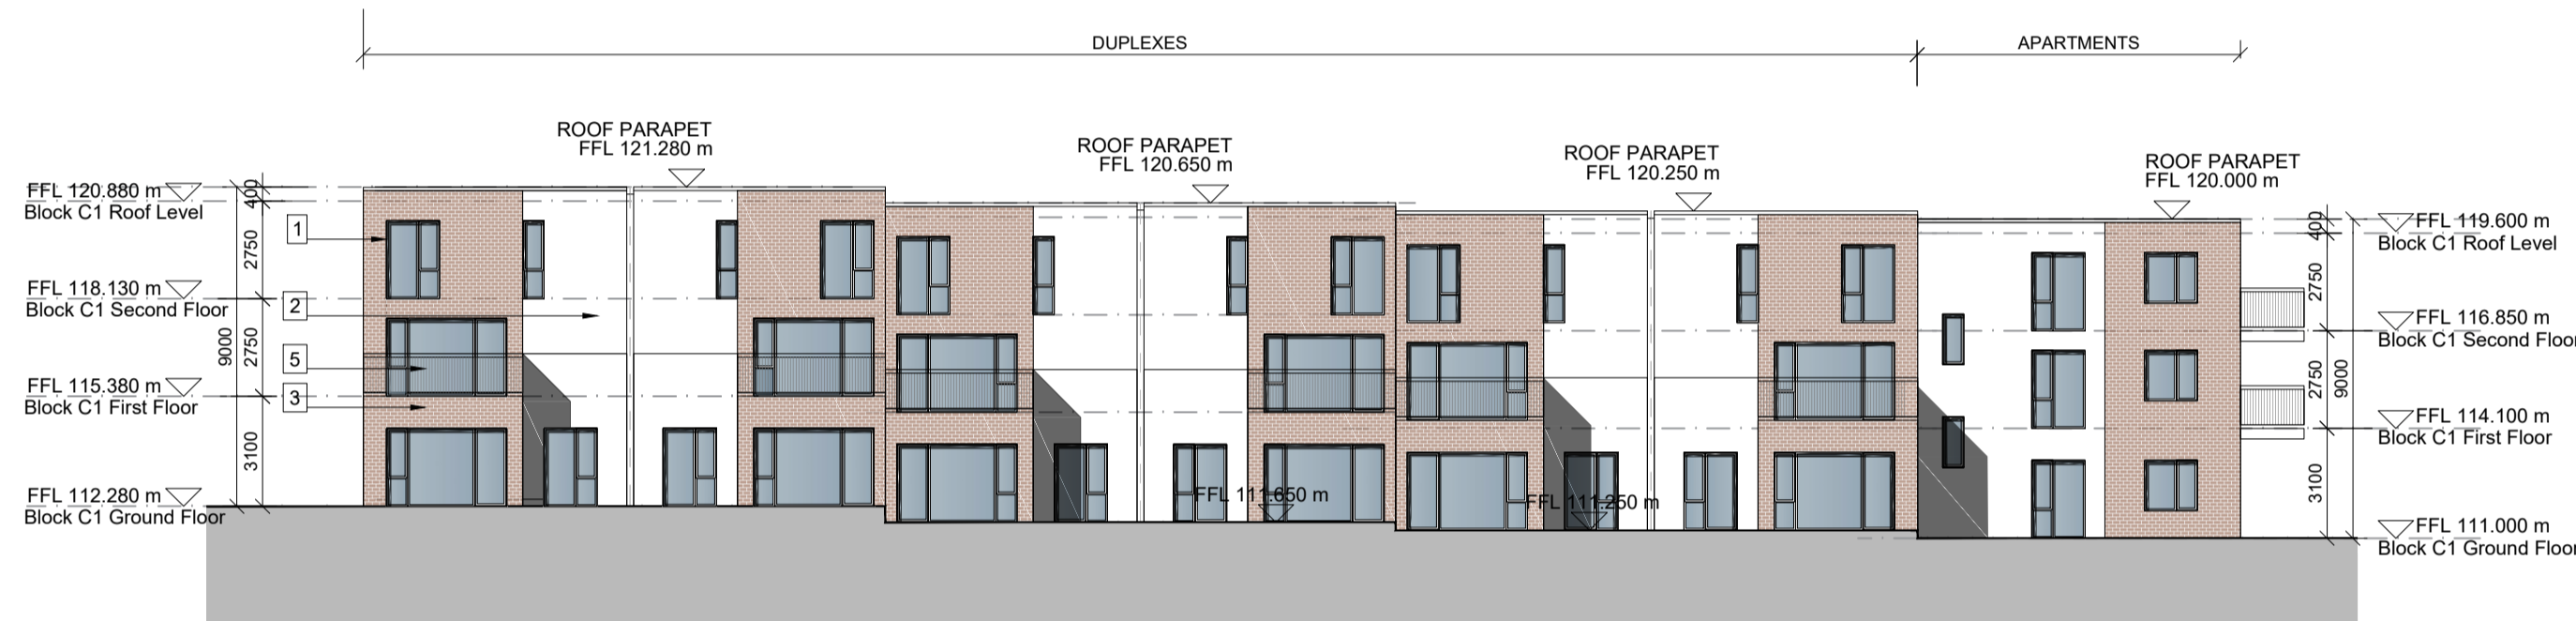 DUPLEXES
APARTMENTS
ROOF PARAPET
FFL 121.280 m
ROOF PARAPET
FFL 120.650 m
ROOF PARAPET
FFL 120.250 m
ROOF PARAPET
FFL 120.000 m
FFL 120.880 m
Block C1 Roof Level
FFL 118.130 m
Block C1 Second Floor
FFL 115.380 m
Block C1 First Floor
FFL 112.280 m
Block C1 Ground Floor
9000
400
2750
2750
3100
1
2
5
3
FFL 111.650 m
FFL 111.250 m
400
2750
2750
3100
9000
FFL 119.600 m
Block C1 Roof Level
FFL 116.850 m
Block C1 Second Floor
FFL 114.100 m
Block C1 First Floor
FFL 111.000 m
Block C1 Ground Floor